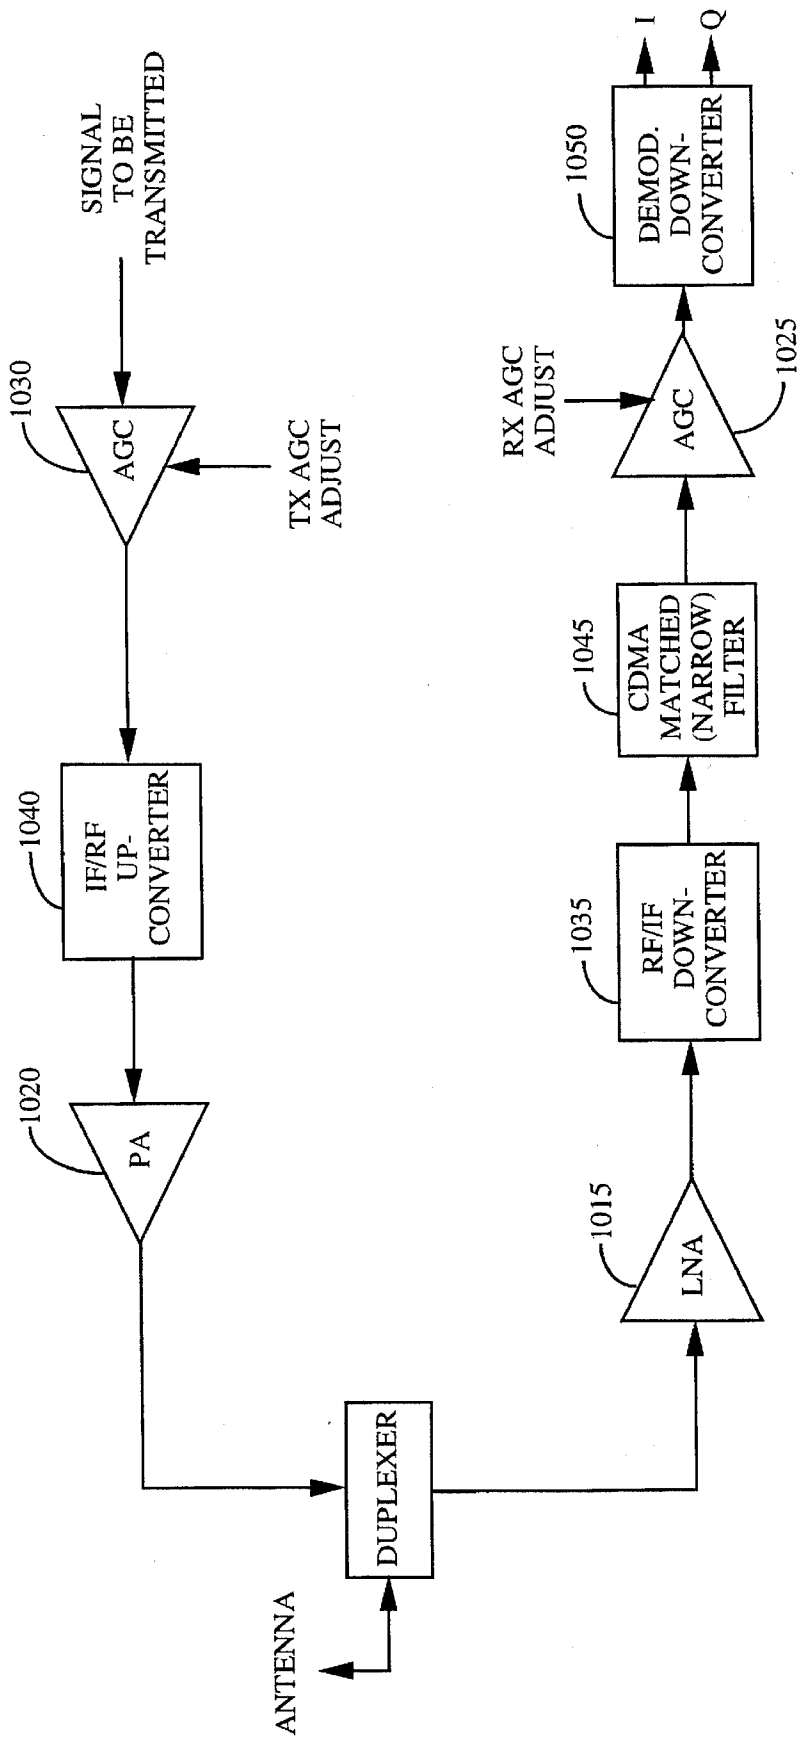 ANTENNA
DUPLEXER
1020
PA
1040
IF/RF
UP-
CONVERTER
1030
AGC
TX AGC
ADJUST
SIGNAL
TO BE
TRANSMITTED
1015
LNA
1035
RF/IF
DOWN-
CONVERTER
1045
CDMA
MATCHED
(NARROW)
FILTER
RX AGC
ADJUST
AGC
1025
1050
DEMOD.
DOWN-
CONVERTER
I
Q